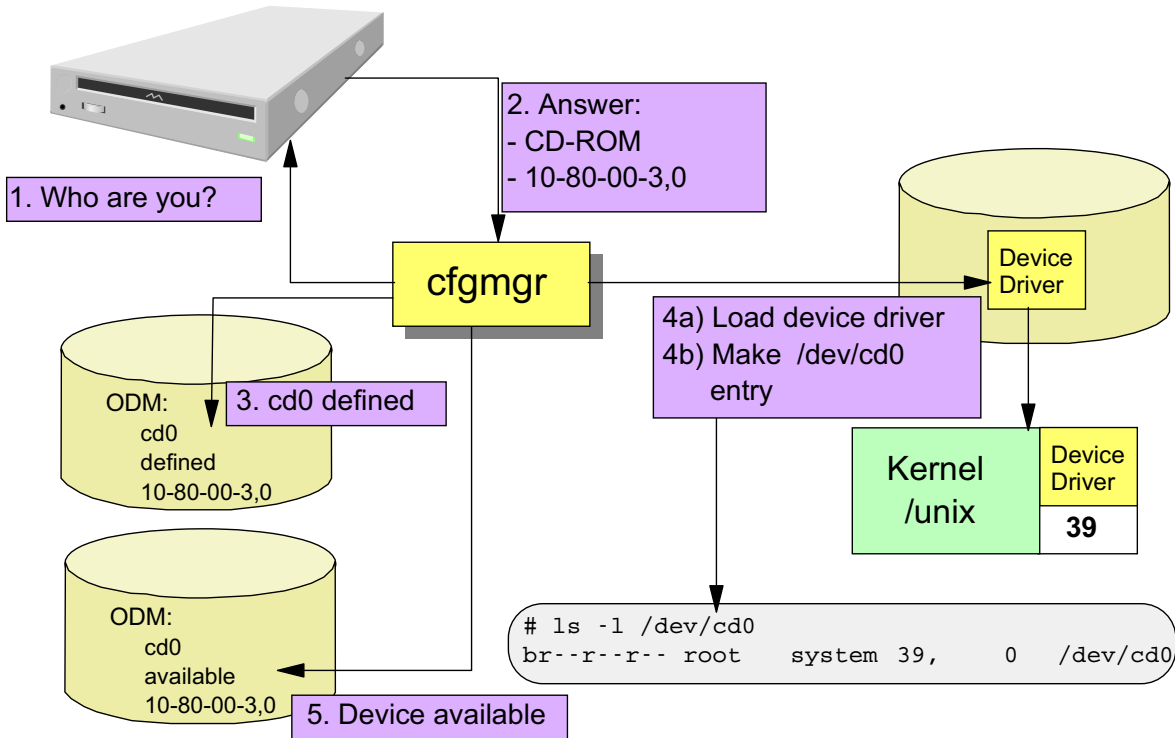 1. Who are you?
2. Answer:
- CD-ROM
- 10-80-00-3,0
cfgmgr
Device
Driver
3. cd0 defined
ODM:
cd0
defined
10-80-00-3,0
4a) Load device driver
4b) Make /dev/cd0
entry
Kernel
/unix
Device
Driver
39
ODM:
cd0
available
10-80-00-3,0
5. Device available
# ls -l /dev/cd0
br--r--r-- root system 39, 0 /dev/cd0